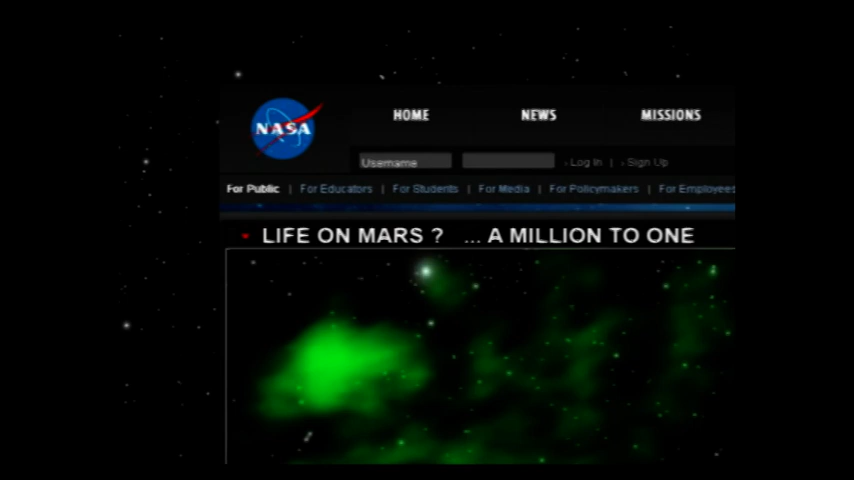 NASA
HOME NEWS MISSIONS
Username › Log In | › Sign Up
For Public | For Educators | For Students | For Media | For Policymakers | For Employees
LIFE ON MARS ? ... A MILLION TO ONE